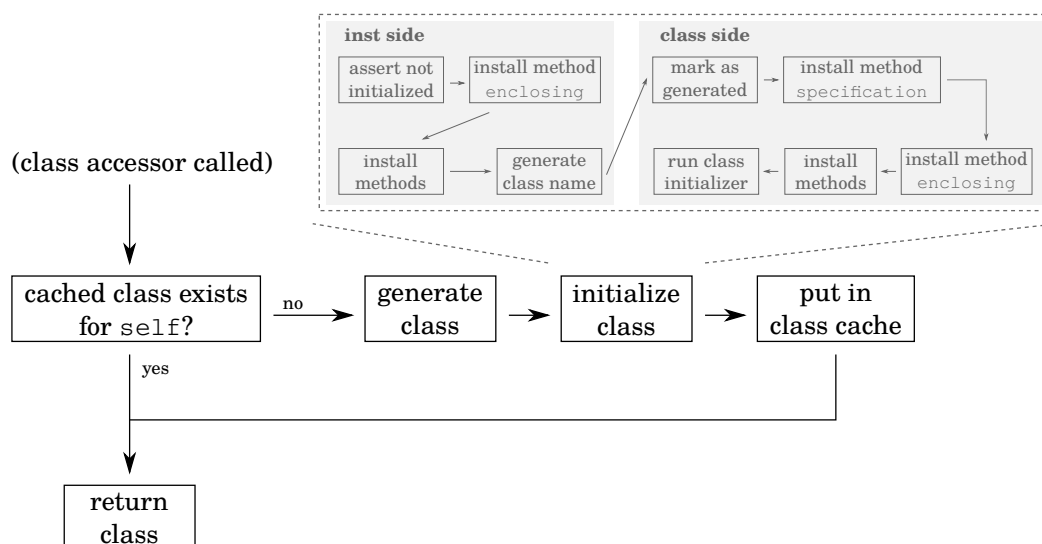 inst side
assert not
initialized
install method
enclosing
install
methods
generate
class name
class side
mark as
generated
install method
specification
install method
enclosing
install
methods
run class
initializer
(class accessor called)
cached class exists
for self?
no
generate
class
initialize
class
put in
class cache
yes
return
class